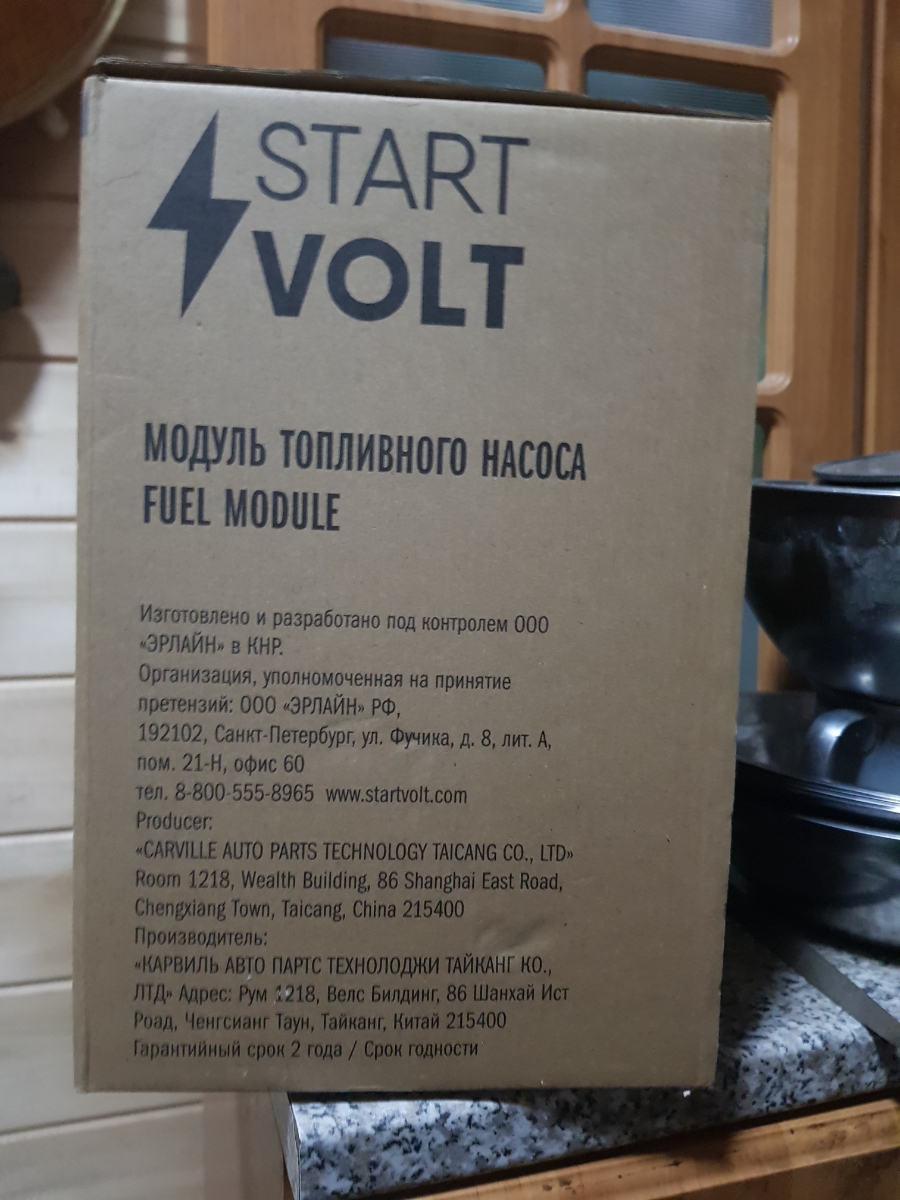 START
VOLT
МОДУЛЬ ТОПЛИВНОГО НАСОСА
FUEL MODULE
Изготовлено и разработано под контролем ООО
«ЭРЛАЙН» в КНР.
Организация, уполномоченная на принятие
претензий: ООО «ЭРЛАЙН» РФ,
192102, Санкт-Петербург, ул. Фучика, д. 8, лит. А,
пом. 21-Н, офис 60
тел. 8-800-555-8965 www.startvolt.com
Producer:
«CARVILLE AUTO PARTS TECHNOLOGY TAICANG CO., LTD»
Room 1218, Wealth Building, 86 Shanghai East Road,
Chengxiang Town, Taicang, China 215400
Производитель:
«КАРВИЛЬ АВТО ПАРТС ТЕХНОЛОДЖИ ТАЙКАНГ КО.,
ЛТД» Адрес: Рум 1218, Велс Билдинг, 86 Шанхай Ист
Роад, Ченгсианг Таун, Тайканг, Китай 215400
Гарантийный срок 2 года / Срок годности